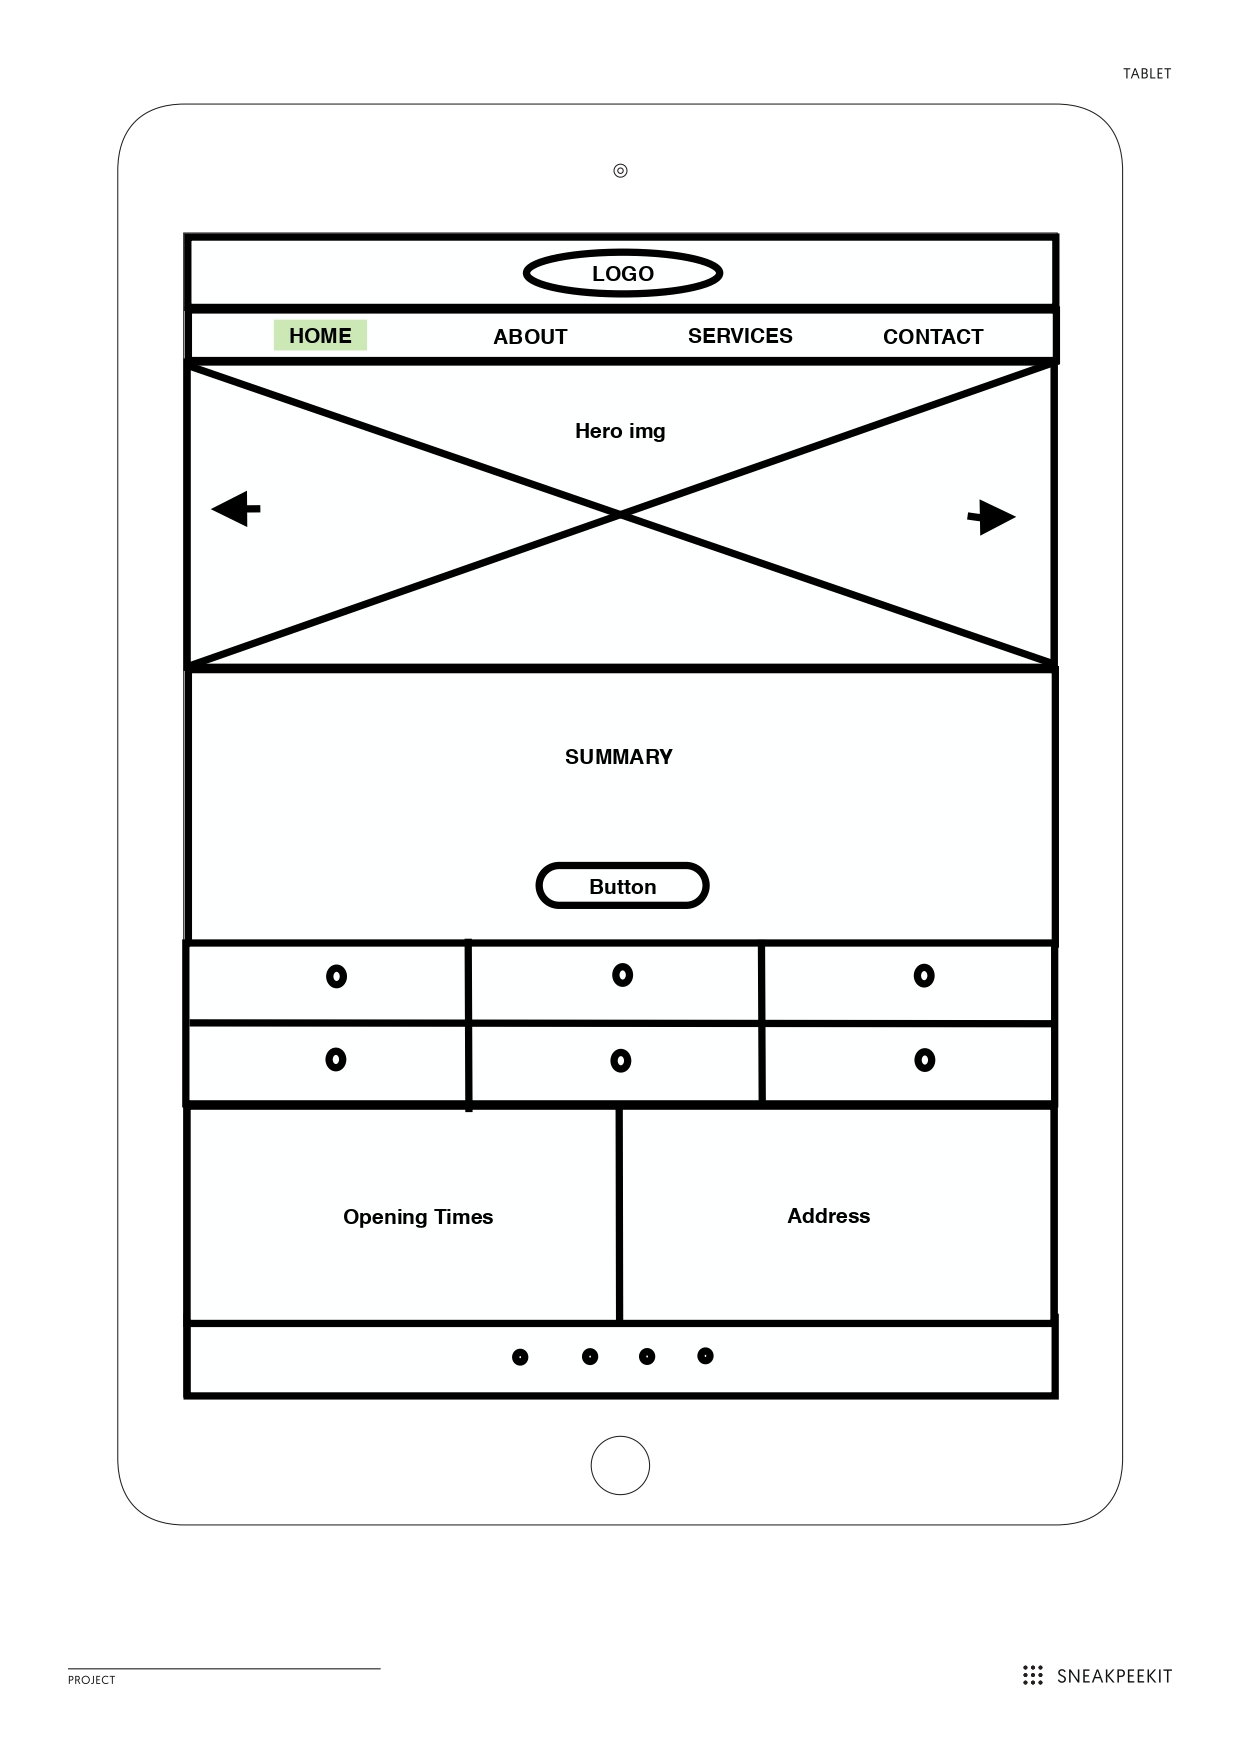 TABLET
LOGO
HOME ABOUT SERVICES CONTACT
Hero img
SUMMARY
Button
Opening Times Address
PROJECT
SNEAKPEEKIT